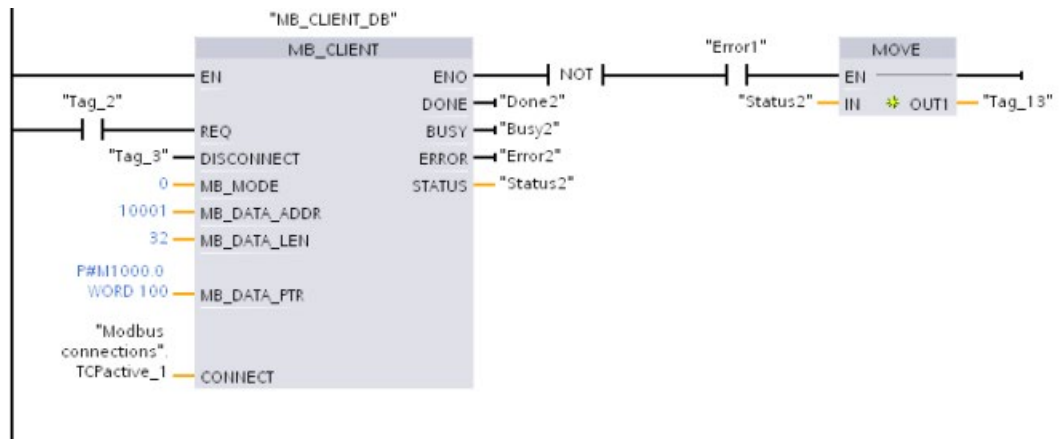 "MB_CLIENT_DB"
MB_CLIENT
"Error1"
MOVE
EN
ENO
NOT
EN
"Tag_2"
DONE
"Done2"
"Status2"
IN
OUT1
"Tag_13"
REQ
BUSY
"Busy2"
"Tag_3"
DISCONNECT
ERROR
"Error2"
0
MB_MODE
STATUS
"Status2"
10001
MB_DATA_ADDR
32
MB_DATA_LEN
P#M1000.0
WORD 100
MB_DATA_PTR
"Modbus
connections".
TCPactive_1
CONNECT